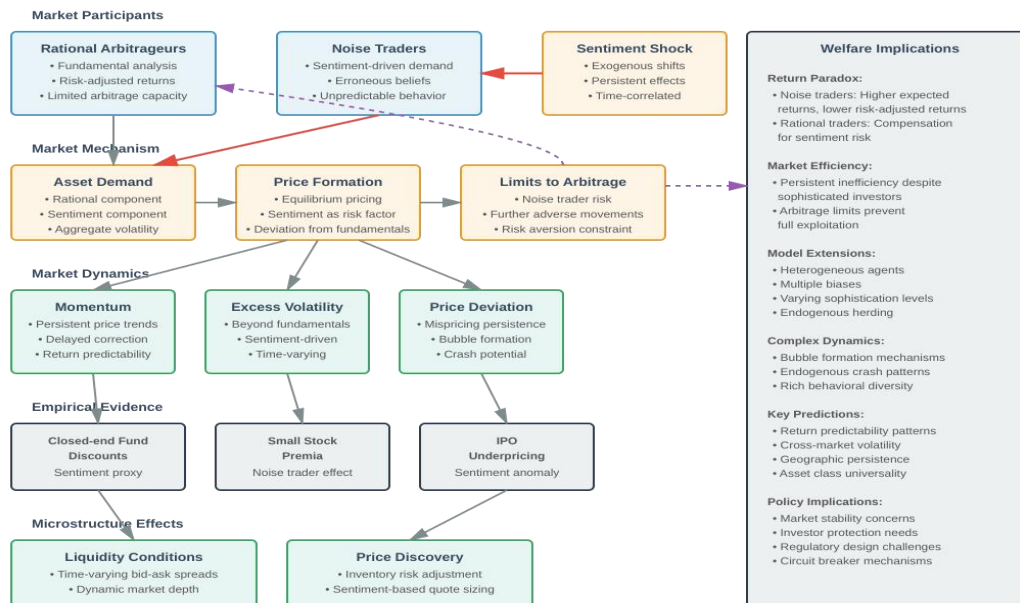 Market Participants
Rational Arbitrageurs
• Fundamental analysis
• Risk-adjusted returns
• Limited arbitrage capacity
Noise Traders
• Sentiment-driven demand
• Erroneous beliefs
• Unpredictable behavior
Sentiment Shock
• Exogenous shifts
• Persistent effects
• Time-correlated
Market Mechanism
Asset Demand
• Rational component
• Sentiment component
• Aggregate volatility
Price Formation
• Equilibrium pricing
• Sentiment as risk factor
• Deviation from fundamentals
Limits to Arbitrage
• Noise trader risk
• Further adverse movements
• Risk aversion constraint
Market Dynamics
Momentum
• Persistent price trends
• Delayed correction
• Return predictability
Excess Volatility
• Beyond fundamentals
• Sentiment-driven
• Time-varying
Price Deviation
• Mispricing persistence
• Bubble formation
• Crash potential
Empirical Evidence
Closed-end Fund
Discounts
Sentiment proxy
Small Stock
Premia
Noise trader effect
IPO
Underpricing
Sentiment anomaly
Microstructure Effects
Liquidity Conditions
• Time-varying bid-ask spreads
• Dynamic market depth
Price Discovery
• Inventory risk adjustment
• Sentiment-based quote sizing
Welfare Implications
Return Paradox:
• Noise traders: Higher expected
returns, lower risk-adjusted returns
• Rational traders: Compensation
for sentiment risk
Market Efficiency:
• Persistent inefficiency despite
sophisticated investors
• Arbitrage limits prevent
full exploitation
Model Extensions:
• Heterogeneous agents
• Multiple biases
• Varying sophistication levels
• Endogenous herding
Complex Dynamics:
• Bubble formation mechanisms
• Endogenous crash patterns
• Rich behavioral diversity
Key Predictions:
• Return predictability patterns
• Cross-market volatility
• Geographic persistence
• Asset class universality
Policy Implications:
• Market stability concerns
• Investor protection needs
• Regulatory design challenges
• Circuit breaker mechanisms